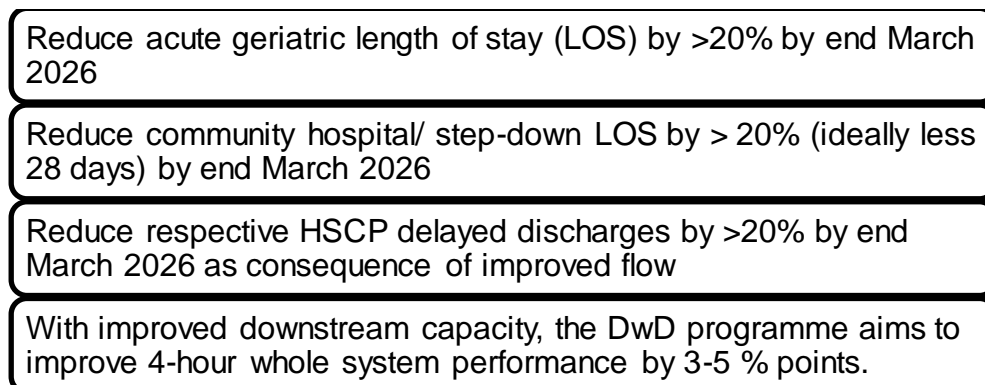 Reduce acute geriatric length of stay (LOS) by >20% by end March
2026
Reduce community hospital/ step-down LOS by > 20% (ideally less
28 days) by end March 2026
Reduce respective HSCP delayed discharges by >20% by end
March 2026 as consequence of improved flow
With improved downstream capacity, the DwD programme aims to
improve 4-hour whole system performance by 3-5 % points.